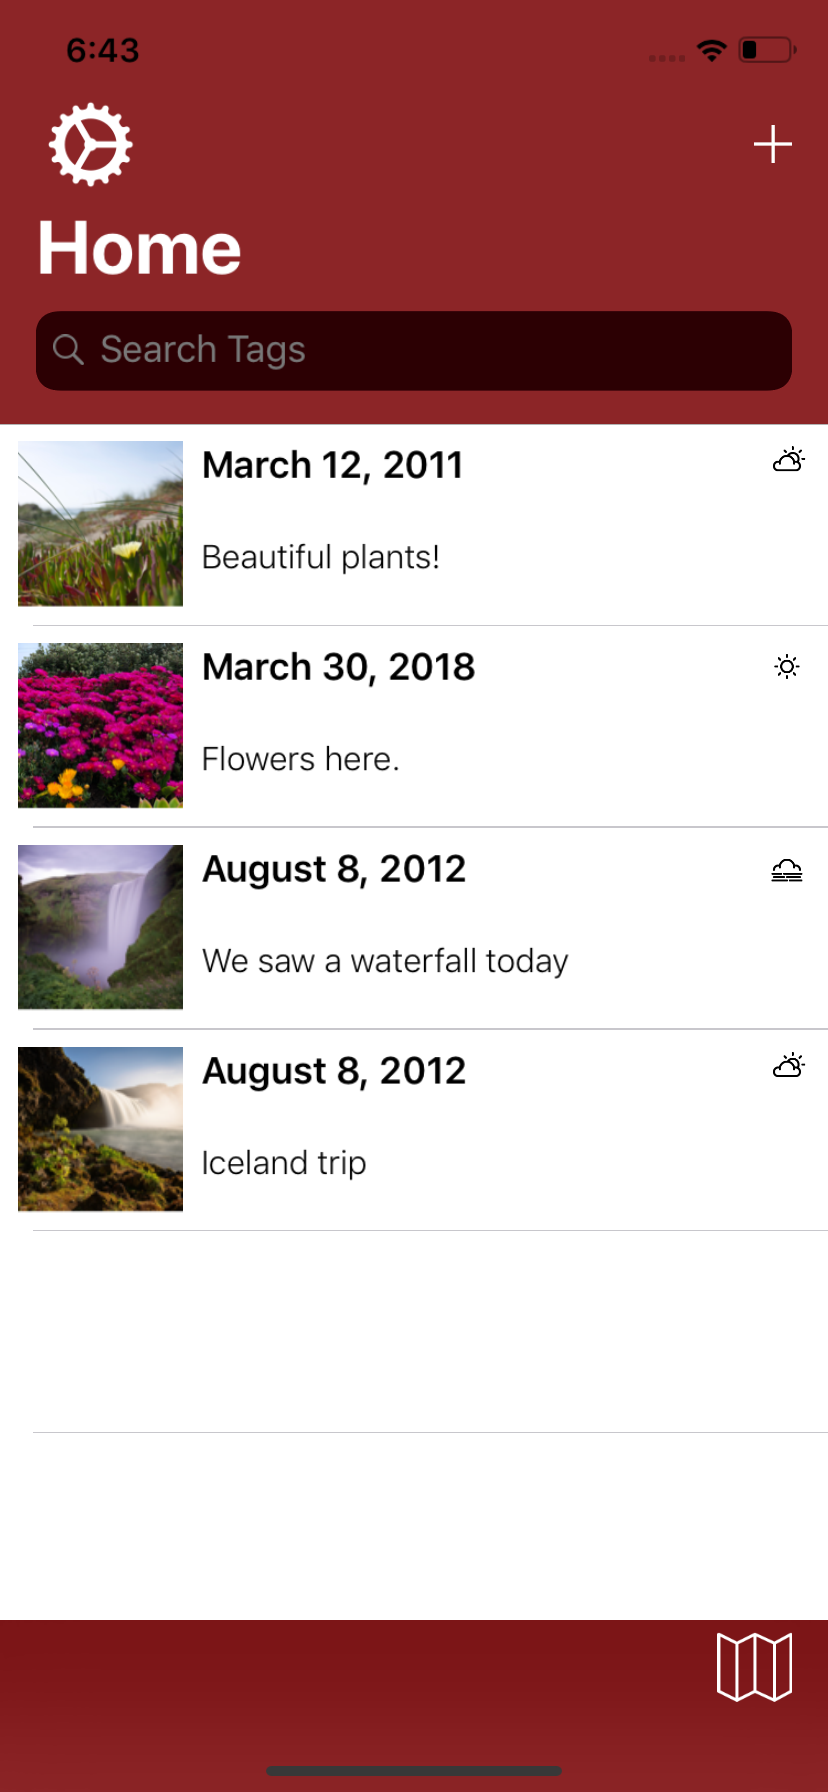 6:43
Home
Search Tags
March 12, 2011
Beautiful plants!
March 30, 2018
Flowers here.
August 8, 2012
We saw a waterfall today
August 8, 2012
Iceland trip